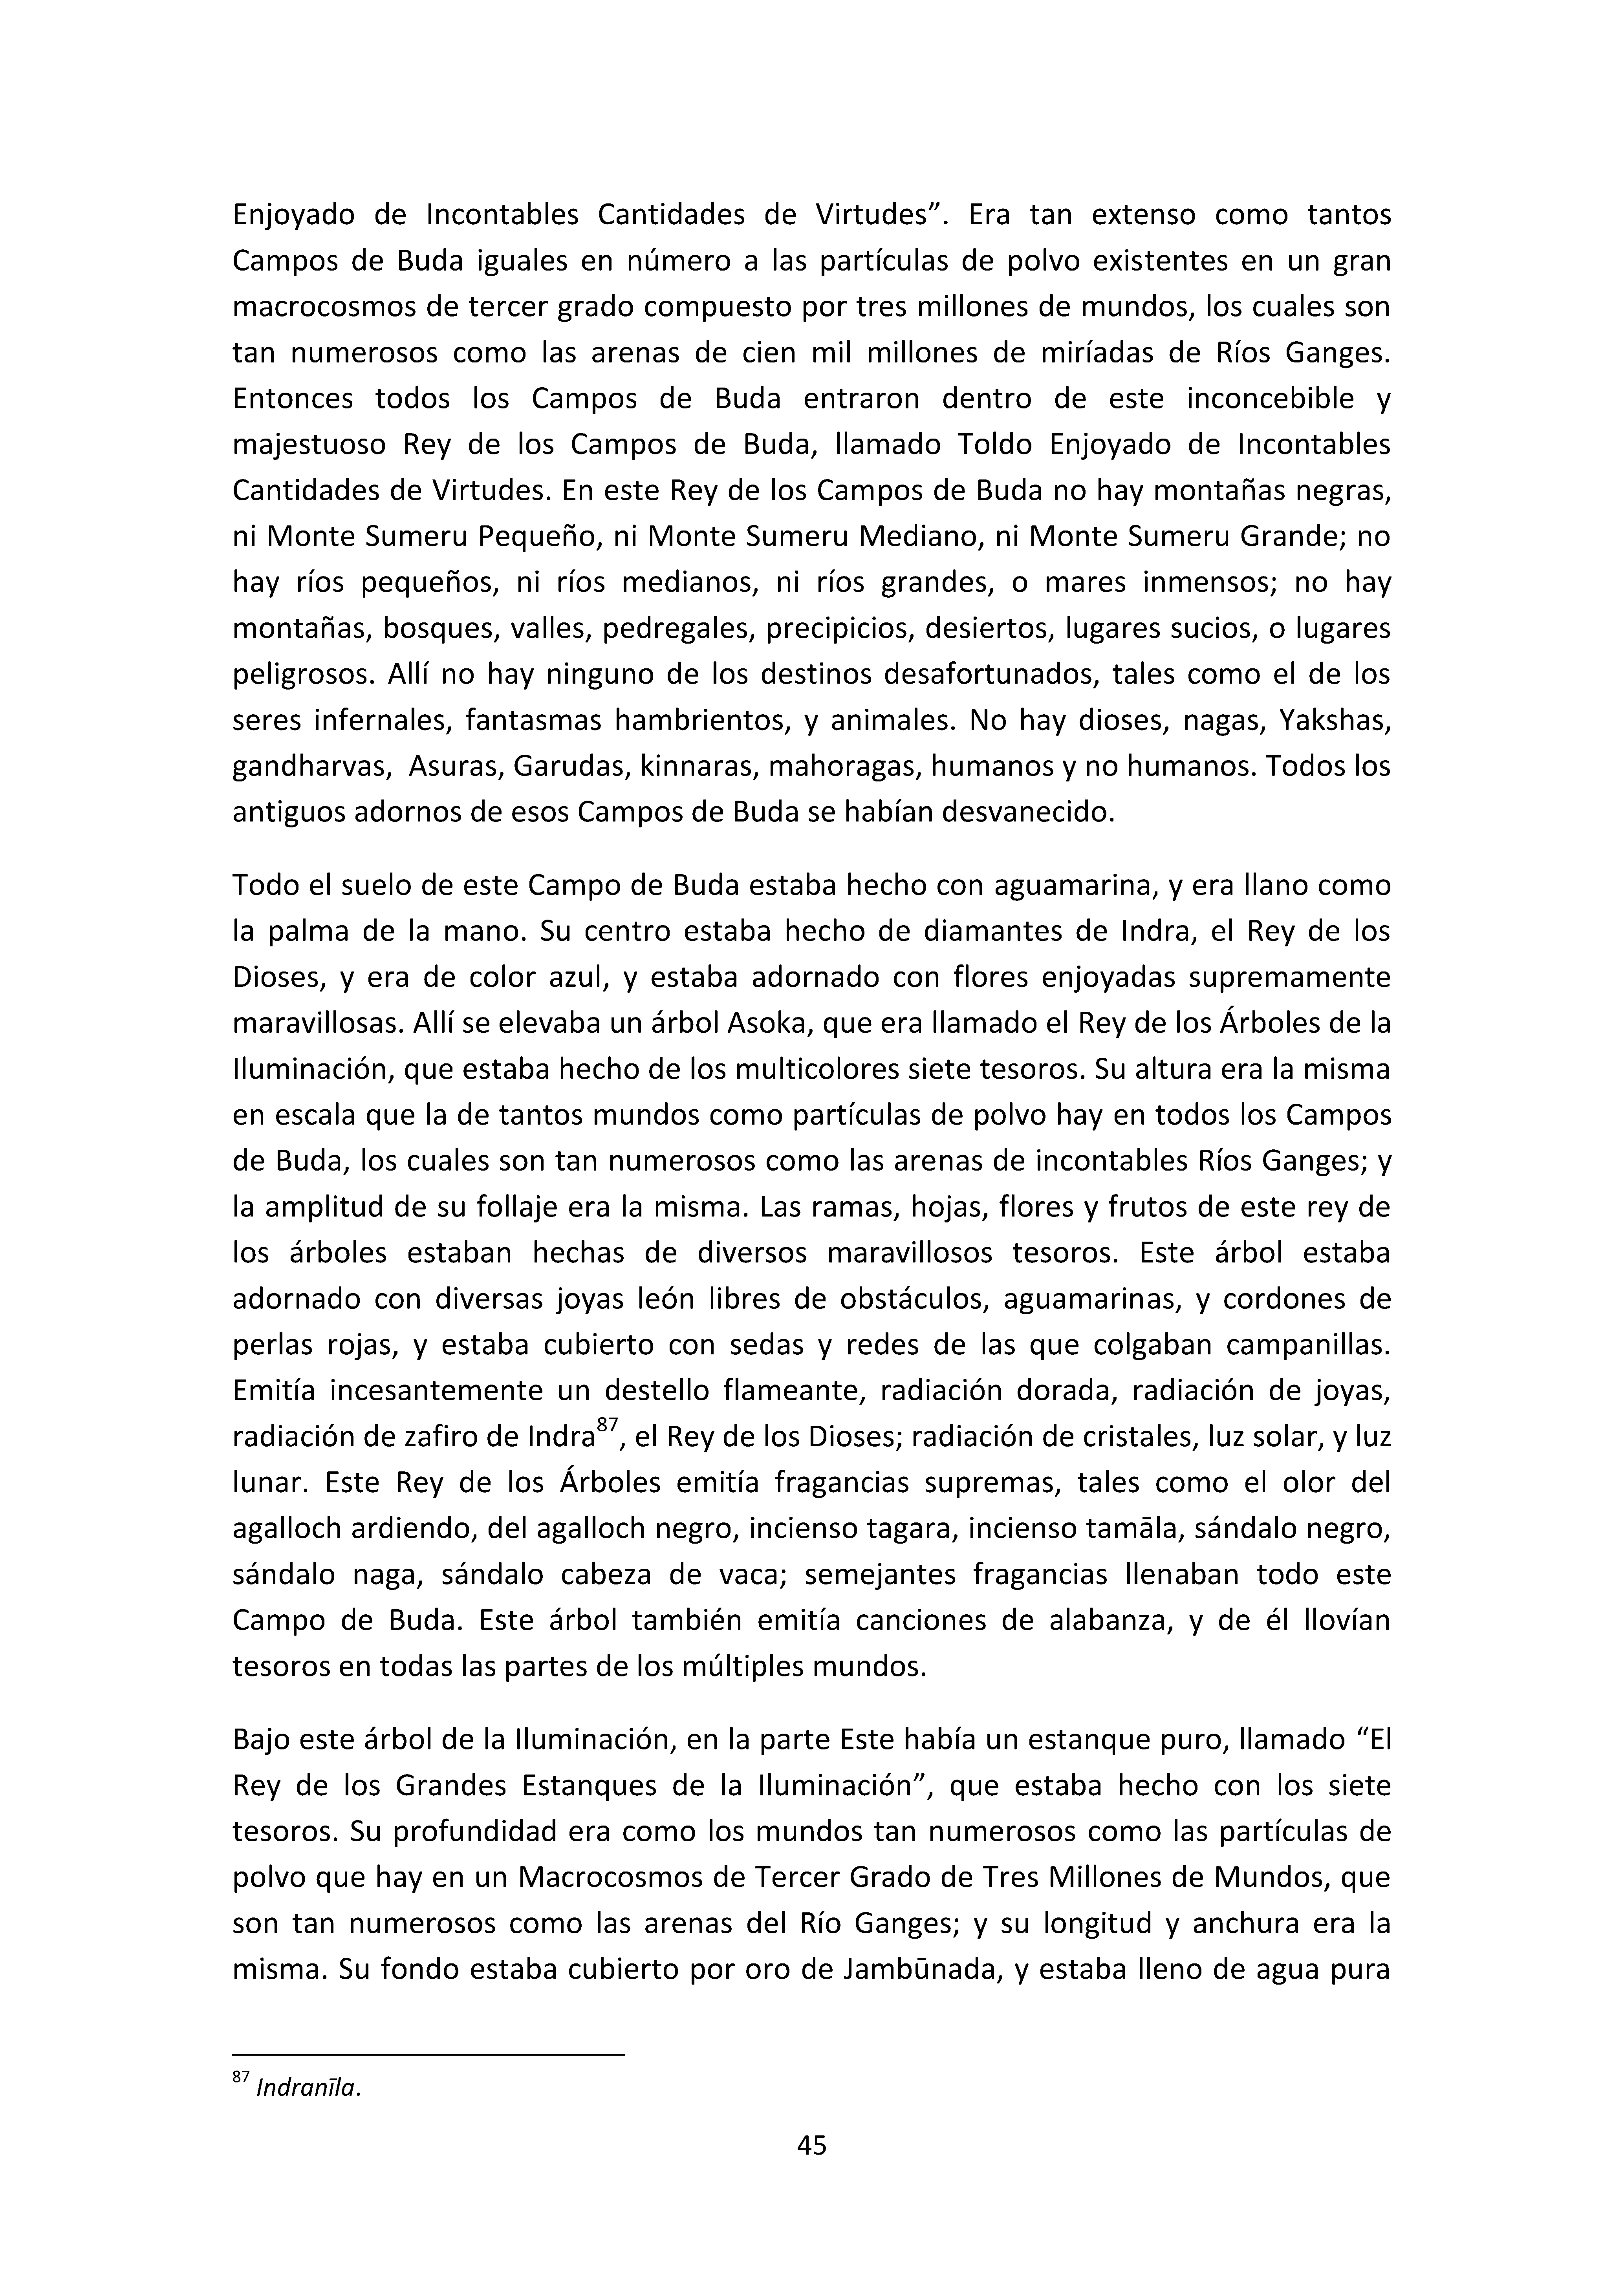 Enjoyado de Incontables Cantidades de Virtudes”. Era tan extenso como tantos
Campos de Buda iguales en número a las partículas de polvo existentes en un gran
macrocosmos de tercer grado compuesto por tres millones de mundos, los cuales son
tan numerosos como las arenas de cien mil millones de miríadas de Ríos Ganges.
Entonces todos los Campos de Buda entraron dentro de este inconcebible y
majestuoso Rey de los Campos de Buda, llamado Toldo Enjoyado de Incontables
Cantidades de Virtudes. En este Rey de los Campos de Buda no hay montañas negras,
ni Monte Sumeru Pequeño, ni Monte Sumeru Mediano, ni Monte Sumeru Grande; no
hay ríos pequeños, ni ríos medianos, ni ríos grandes, o mares inmensos; no hay
montañas, bosques, valles, pedregales, precipicios, desiertos, lugares sucios, o lugares
peligrosos. Allí no hay ninguno de los destinos desafortunados, tales como el de los
seres infernales, fantasmas hambrientos, y animales. No hay dioses, nagas, Yakshas,
gandharvas, Asuras, Garudas, kinnaras, mahoragas, humanos y no humanos. Todos los
antiguos adornos de esos Campos de Buda se habían desvanecido.
Todo el suelo de este Campo de Buda estaba hecho con aguamarina, y era llano como
la palma de la mano. Su centro estaba hecho de diamantes de Indra, el Rey de los
Dioses, y era de color azul, y estaba adornado con flores enjoyadas supremamente
maravillosas. Allí se elevaba un árbol Asoka, que era llamado el Rey de los Árboles de la
Iluminación, que estaba hecho de los multicolores siete tesoros. Su altura era la misma
en escala que la de tantos mundos como partículas de polvo hay en todos los Campos
de Buda, los cuales son tan numerosos como las arenas de incontables Ríos Ganges; y
la amplitud de su follaje era la misma. Las ramas, hojas, flores y frutos de este rey de
los árboles estaban hechas de diversos maravillosos tesoros. Este árbol estaba
adornado con diversas joyas león libres de obstáculos, aguamarinas, y cordones de
perlas rojas, y estaba cubierto con sedas y redes de las que colgaban campanillas.
Emitía incesantemente un destello flameante, radiación dorada, radiación de joyas,
radiación de zafiro de Indra87, el Rey de los Dioses; radiación de cristales, luz solar, y luz
lunar. Este Rey de los Árboles emitía fragancias supremas, tales como el olor del
agalloch ardiendo, del agalloch negro, incienso tagara, incienso tamāla, sándalo negro,
sándalo naga, sándalo cabeza de vaca; semejantes fragancias llenaban todo este
Campo de Buda. Este árbol también emitía canciones de alabanza, y de él llovían
tesoros en todas las partes de los múltiples mundos.
Bajo este árbol de la Iluminación, en la parte Este había un estanque puro, llamado “El
Rey de los Grandes Estanques de la Iluminación”, que estaba hecho con los siete
tesoros. Su profundidad era como los mundos tan numerosos como las partículas de
polvo que hay en un Macrocosmos de Tercer Grado de Tres Millones de Mundos, que
son tan numerosos como las arenas del Río Ganges; y su longitud y anchura era la
misma. Su fondo estaba cubierto por oro de Jambūnada, y estaba lleno de agua pura
87 Indranīla.
45